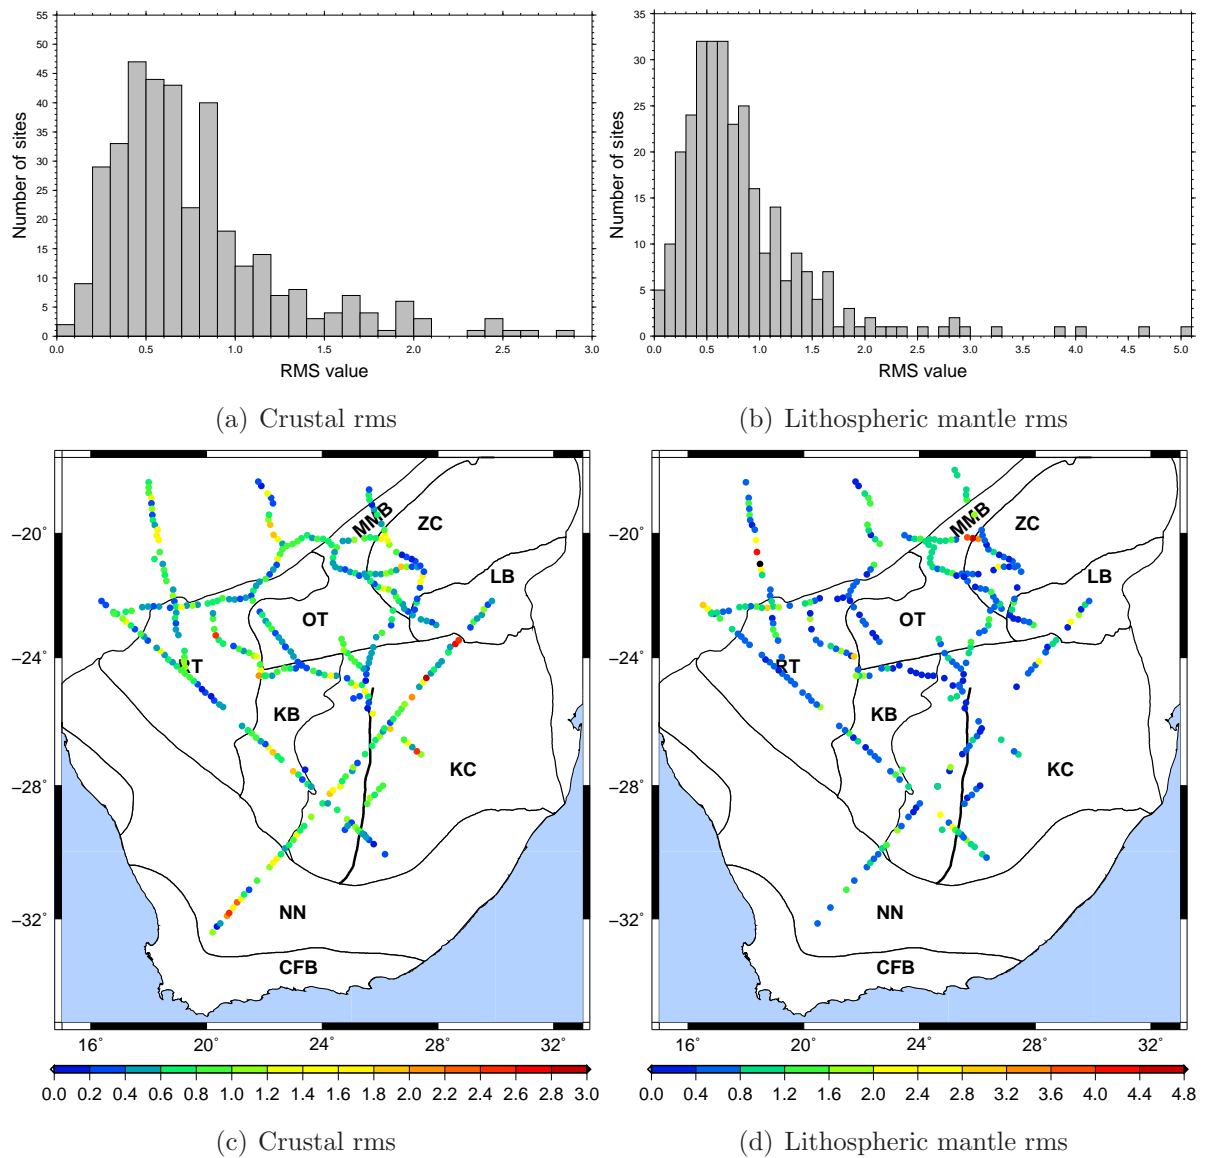 55
50
45
40
35
30
25
20
15
10
5
0
Number of sites
0.0 0.5 1.0 1.5 2.0 2.5 3.0
RMS value
(a) Crustal rms
35
30
25
20
15
10
5
0
Number of sites
0.0 0.5 1.0 1.5 2.0 2.5 3.0 3.5 4.0 4.5 5.0
RMS value
(b) Lithospheric mantle rms
−20˚
−24˚
−28˚
−32˚
MMB
ZC
LB
OT
RT
KB
KC
NN
CFB
16˚ 20˚ 24˚ 28˚ 32˚
0.0 0.2 0.4 0.6 0.8 1.0 1.2 1.4 1.6 1.8 2.0 2.2 2.4 2.6 2.8 3.0
(c) Crustal rms
−20˚
−24˚
−28˚
−32˚
MMB
ZC
LB
OT
RT
KB
KC
NN
CFB
16˚ 20˚ 24˚ 28˚ 32˚
0.0 0.4 0.8 1.2 1.6 2.0 2.4 2.8 3.2 3.6 4.0 4.4 4.8
(d) Lithospheric mantle rms